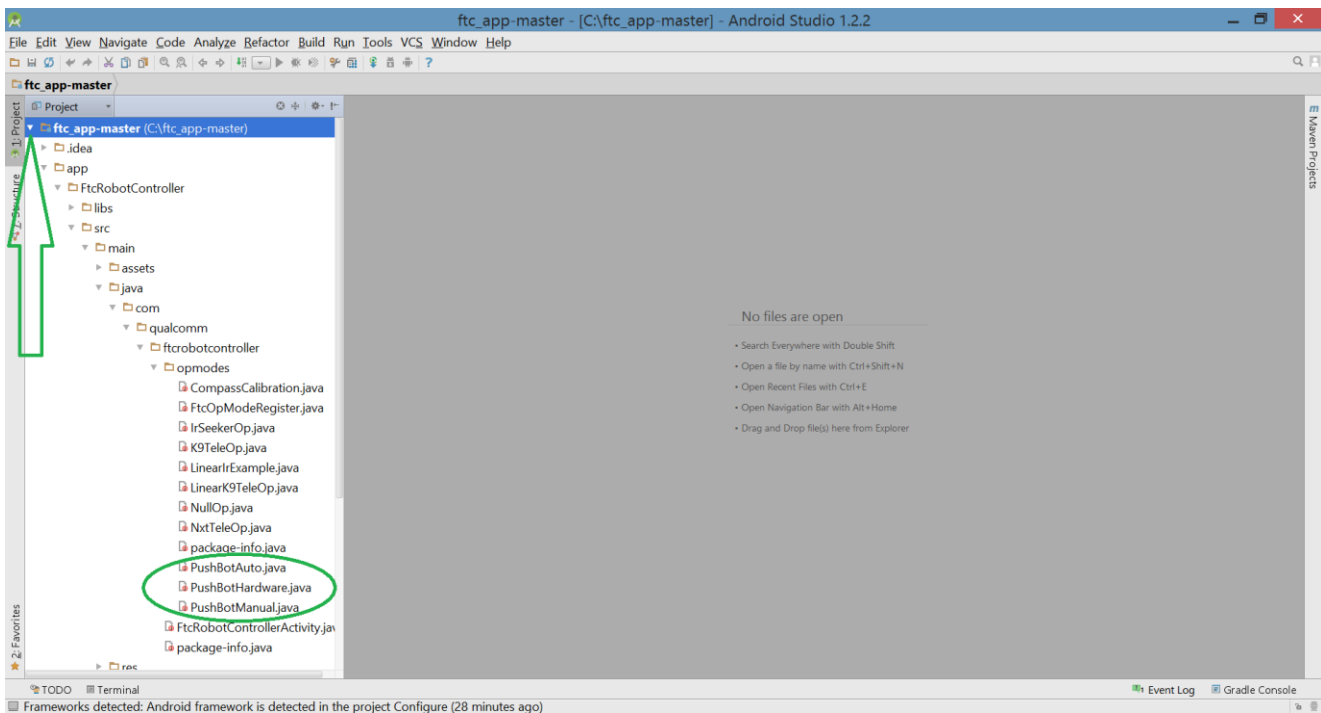 ftc_app-master - [C:\ftc_app-master] - Android Studio 1.2.2
File Edit View Navigate Code Analyze Refactor Build Run Tools VCS Window Help
ftc_app-master
Project
1: Project
Structure
2: Favorites
ftc_app-master (C:\ftc_app-master)
.idea
app
FtcRobotController
libs
src
main
assets
java
com
qualcomm
ftcrobotcontroller
opmodes
CompassCalibration.java
FtcOpModeRegister.java
IrSeekerOp.java
K9TeleOp.java
LinearIrExample.java
LinearK9TeleOp.java
NullOp.java
NxtTeleOp.java
package-info.java
PushBotAuto.java
PushBotHardware.java
PushBotManual.java
FtcRobotControllerActivity.jav
package-info.java
res
No files are open
• Search Everywhere with Double Shift
• Open a file by name with Ctrl+Shift+N
• Open Recent Files with Ctrl+E
• Open Navigation Bar with Alt+Home
• Drag and Drop file(s) here from Explorer
m Maven Projects
TODO Terminal
1 Event Log Gradle Console
Frameworks detected: Android framework is detected in the project Configure (28 minutes ago)